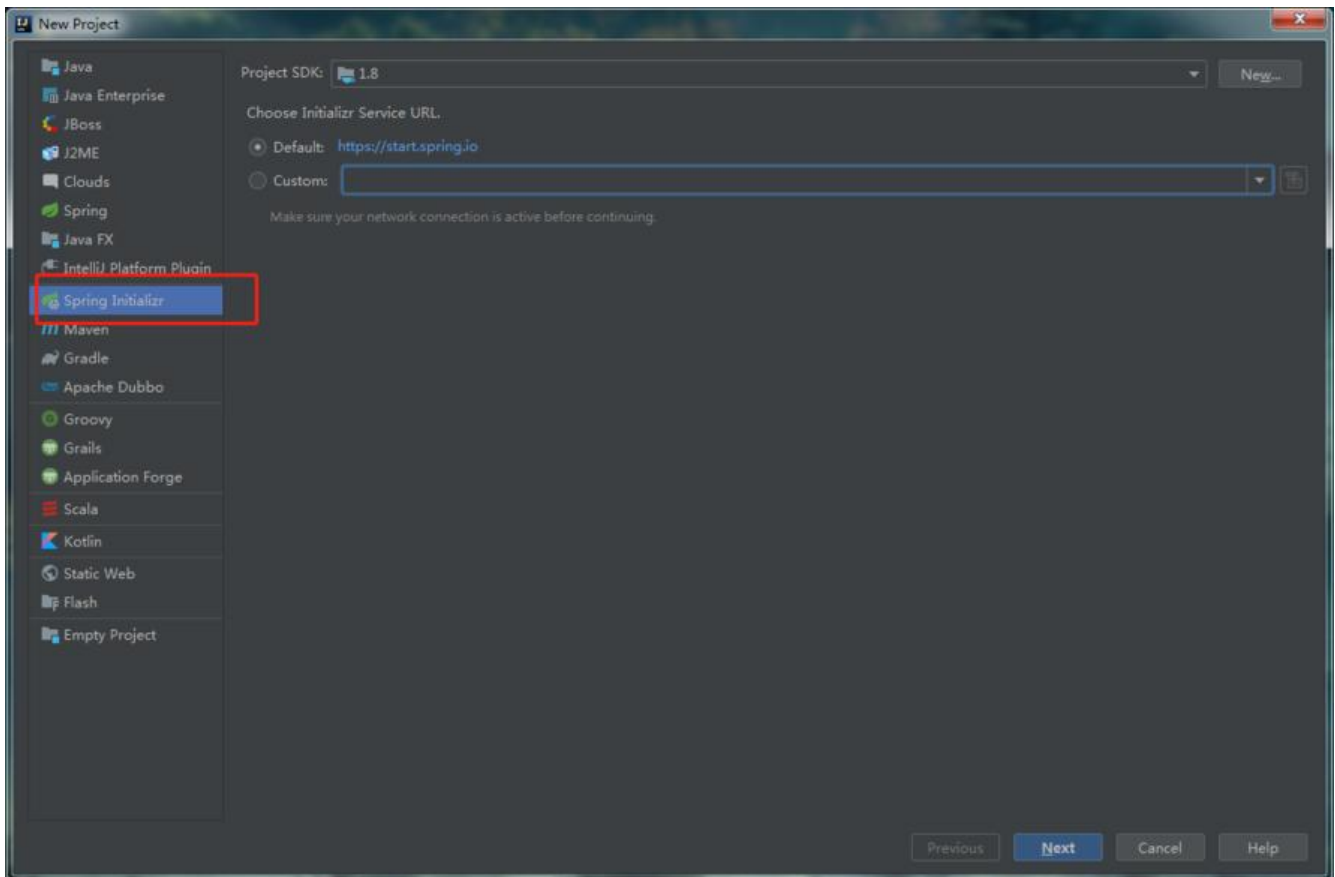 New Project
Java
Java Enterprise
JBoss
J2ME
Clouds
Spring
Java FX
IntelliJ Platform Plugin
Spring Initializr
Maven
Gradle
Apache Dubbo
Groovy
Grails
Application Forge
Scala
Kotlin
Static Web
Flash
Empty Project
Project SDK: 1.8 New...
Choose Initializr Service URL.
Default: https://start.spring.io
Custom:
Make sure your network connection is active before continuing.
Previous Next Cancel Help